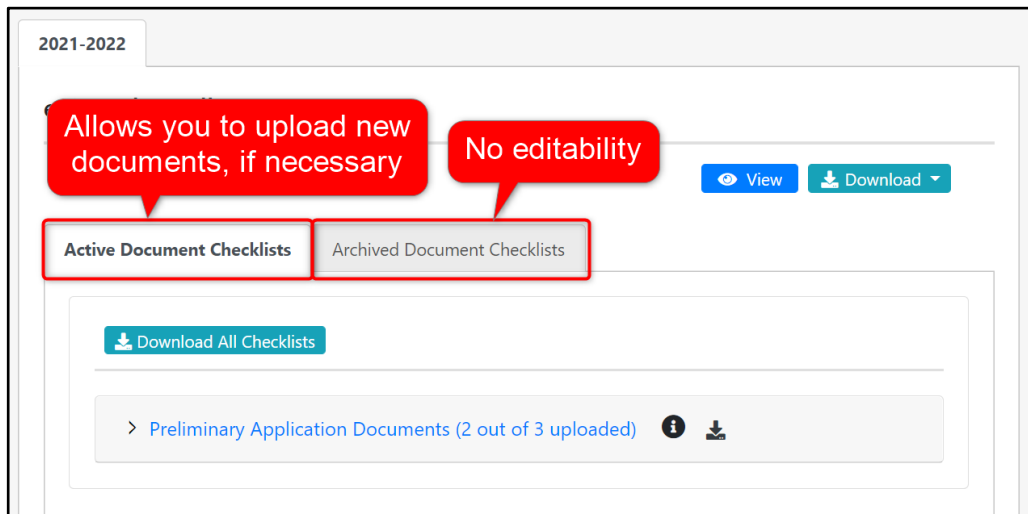 2021-2022
Allows you to upload new
documents, if necessary
No editability
View
Download
Active Document Checklists
Archived Document Checklists
Download All Checklists
Preliminary Application Documents (2 out of 3 uploaded)